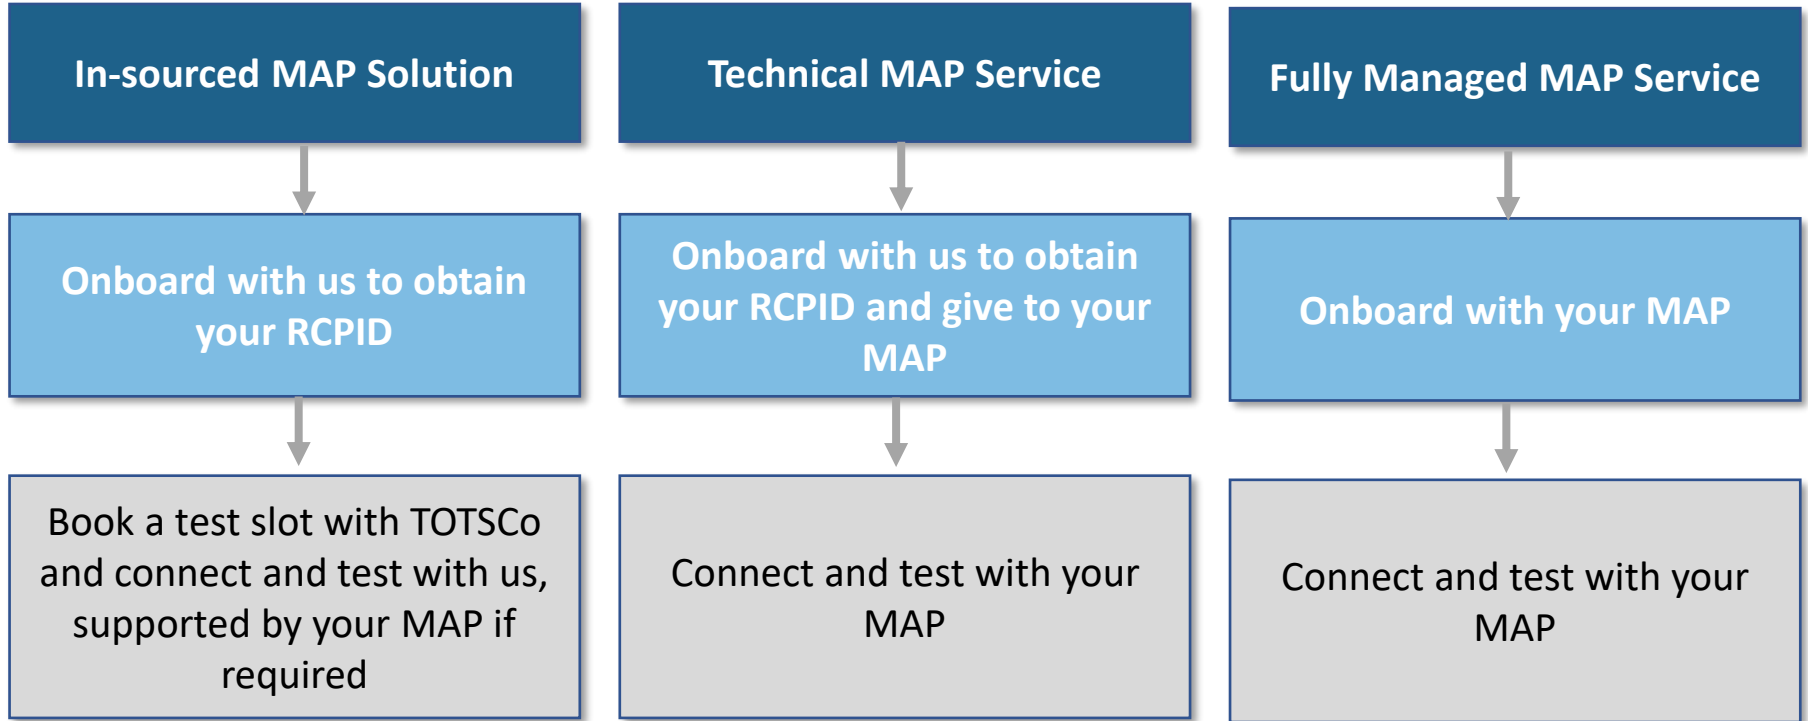 In-sourced MAP Solution
Onboard with us to obtain
your RCPID
Book a test slot with TOTSCo
and connect and test with us,
supported by your MAP if
required
Technical MAP Service
Onboard with us to obtain
your RCPID and give to your
MAP
Connect and test with your
MAP
Fully Managed MAP Service
Onboard with your MAP
Connect and test with your
MAP